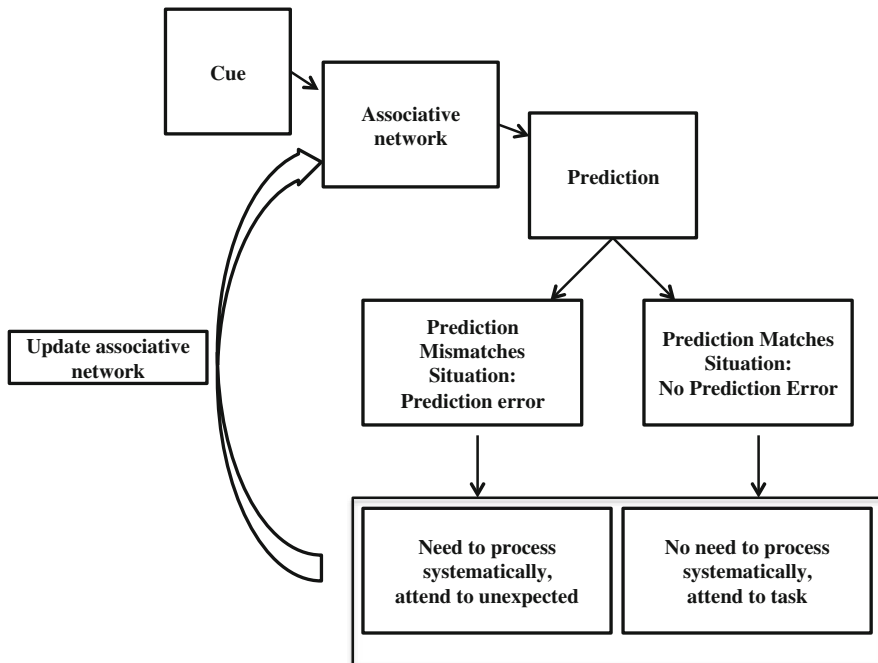 Cue
Associative
network
Prediction
Update associative
network
Prediction
Mismatches
Situation:
Prediction error
Prediction Matches
Situation:
No Prediction Error
Need to process
systematically,
attend to unexpected
No need to process
systematically,
attend to task